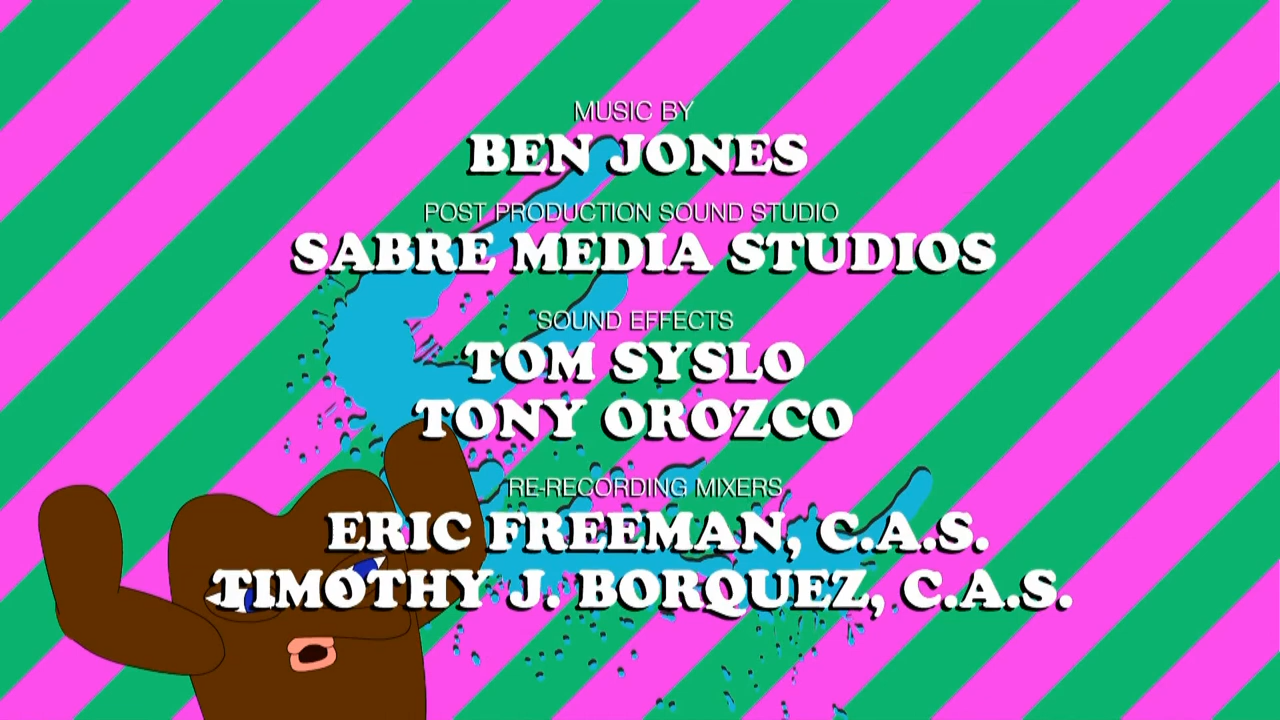 MUSIC BY
BEN JONES
POST PRODUCTION SOUND STUDIO
SABRE MEDIA STUDIOS
SOUND EFFECTS
TOM SYSLO
TONY OROZCO
RE-RECORDING MIXERS
ERIC FREEMAN, C.A.S.
TIMOTHY J. BORQUEZ, C.A.S.